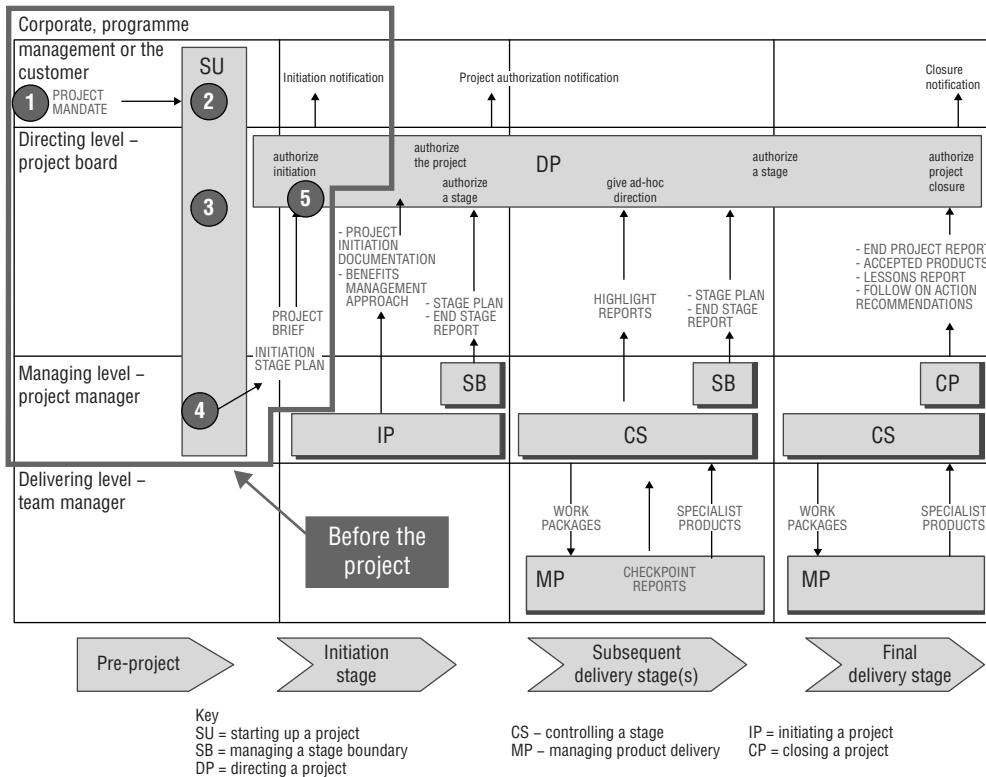 Corporate, programme
management or the
customer
1
PROJECT
MANDATE
SU
2
Initiation notification
Project authorization notification
Closure
notification
Directing level –
project board
3
authorize
initiation
5
authorize
the project
authorize
a stage
DP
give ad-hoc
direction
authorize
a stage
authorize
project
closure
- PROJECT
INITIATION
DOCUMENTATION
- BENEFITS
MANAGEMENT
APPROACH
- STAGE PLAN
- END STAGE
REPORT
HIGHLIGHT
REPORTS
- STAGE PLAN
- END STAGE
REPORT
- END PROJECT REPORT
- ACCEPTED PRODUCTS
- LESSONS REPORT
- FOLLOW ON ACTION
RECOMMENDATIONS
PROJECT
BRIEF
INITIATION
STAGE PLAN
Managing level –
project manager
4
SB
SB
CP
IP
CS
CS
Delivering level –
team manager
Before the
project
WORK
PACKAGES
SPECIALIST
PRODUCTS
WORK
PACKAGES
SPECIALIST
PRODUCTS
MP
CHECKPOINT
REPORTS
MP
Pre-project
Initiation
stage
Subsequent
delivery stage(s)
Final
delivery stage
Key
SU = starting up a project
SB = managing a stage boundary
DP = directing a project
CS – controlling a stage
MP – managing product delivery
IP = initiating a project
CP = closing a project